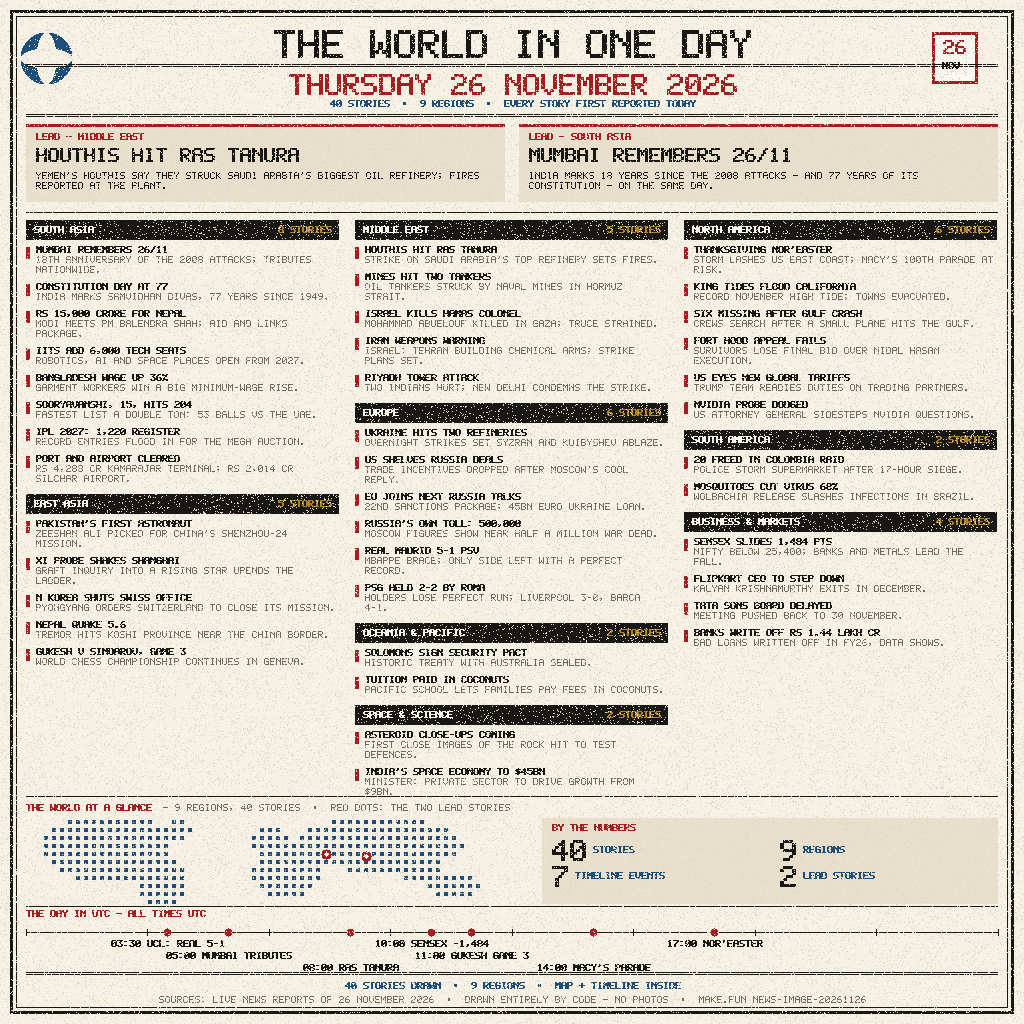 THE WORLD IN ONE DAY
26
NOV
THURSDAY 26 NOVEMBER 2026
40 STORIES • 9 REGIONS • EVERY STORY FIRST REPORTED TODAY
LEAD - MIDDLE EAST
HOUTHIS HIT RAS TANURA
YEMEN'S HOUTHIS SAY THEY STRUCK SAUDI ARABIA'S BIGGEST OIL REFINERY; FIRES
REPORTED AT THE PLANT.
LEAD - SOUTH ASIA
MUMBAI REMEMBERS 26/11
INDIA MARKS 18 YEARS SINCE THE 2008 ATTACKS - AND 77 YEARS OF ITS
CONSTITUTION - ON THE SAME DAY.
SOUTH ASIA 8 STORIES
MUMBAI REMEMBERS 26/11
18TH ANNIVERSARY OF THE 2008 ATTACKS; TRIBUTES
NATIONWIDE.
CONSTITUTION DAY AT 77
INDIA MARKS SAMVIDHAN DIVAS, 77 YEARS SINCE 1949.
RS 15,000 CRORE FOR NEPAL
MODI MEETS PM BALENDRA SHAH; AID AND LINKS
PACKAGE.
IITS ADD 6,000 TECH SEATS
ROBOTICS, AI AND SPACE PLACES OPEN FROM 2027.
BANGLADESH WAGE UP 36%
GARMENT WORKERS WIN A BIG MINIMUM-WAGE RISE.
SOORYAVANSHI, 15, HITS 204
FASTEST LIST A DOUBLE TON: 53 BALLS VS THE UAE.
IPL 2027: 1,220 REGISTER
RECORD ENTRIES FLOOD IN FOR THE MEGA AUCTION.
PORT AND AIRPORT CLEARED
RS 4,283 CR KAMARAJAR TERMINAL; RS 2,014 CR
SILCHAR AIRPORT.
EAST ASIA 5 STORIES
PAKISTAN'S FIRST ASTRONAUT
ZEESHAN ALI PICKED FOR CHINA'S SHENZHOU-24
MISSION.
XI PROBE SHAKES SHANGHAI
GRAFT INQUIRY INTO A RISING STAR UPENDS THE
LADDER.
N KOREA SHUTS SWISS OFFICE
PYONGYANG ORDERS SWITZERLAND TO CLOSE ITS MISSION.
NEPAL QUAKE 5.6
TREMOR HITS KOSHI PROVINCE NEAR THE CHINA BORDER.
GUKESH V SINDAROV, GAME 3
WORLD CHESS CHAMPIONSHIP CONTINUES IN GENEVA.
MIDDLE EAST 5 STORIES
HOUTHIS HIT RAS TANURA
STRIKE ON SAUDI ARABIA'S TOP REFINERY SETS FIRES.
MINES HIT TWO TANKERS
OIL TANKERS STRUCK BY NAVAL MINES IN HORMUZ
STRAIT.
ISRAEL KILLS HAMAS COLONEL
MOHAMMAD ABUELOUF KILLED IN GAZA; TRUCE STRAINED.
IRAN WEAPONS WARNING
ISRAEL: TEHRAN BUILDING CHEMICAL ARMS; STRIKE
PLANS SET.
RIYADH TOWER ATTACK
TWO INDIANS HURT; NEW DELHI CONDEMNS THE STRIKE.
EUROPE 6 STORIES
UKRAINE HITS TWO REFINERIES
OVERNIGHT STRIKES SET SYZRAN AND KUIBYSHEV ABLAZE.
US SHELVES RUSSIA DEALS
TRADE INCENTIVES DROPPED AFTER MOSCOW'S COOL
REPLY.
EU JOINS NEXT RUSSIA TALKS
22ND SANCTIONS PACKAGE; 45BN EURO UKRAINE LOAN.
RUSSIA'S OWN TOLL: 500,000
MOSCOW FIGURES SHOW NEAR HALF A MILLION WAR DEAD.
REAL MADRID 5-1 PSV
MBAPPE BRACE; ONLY SIDE LEFT WITH A PERFECT
RECORD.
PSG HELD 2-2 BY ROMA
HOLDERS LOSE PERFECT RUN; LIVERPOOL 3-0, BARCA
4-1.
OCEANIA & PACIFIC 2 STORIES
SOLOMONS SIGN SECURITY PACT
HISTORIC TREATY WITH AUSTRALIA SEALED.
TUITION PAID IN COCONUTS
PACIFIC SCHOOL LETS FAMILIES PAY FEES IN COCONUTS.
SPACE & SCIENCE 2 STORIES
ASTEROID CLOSE-UPS COMING
FIRST CLOSE IMAGES OF THE ROCK HIT TO TEST
DEFENCES.
INDIA'S SPACE ECONOMY TO $45BN
MINISTER: PRIVATE SECTOR TO DRIVE GROWTH FROM
$9BN.
NORTH AMERICA 6 STORIES
THANKSGIVING NOR'EASTER
STORM LASHES US EAST COAST; MACY'S 100TH PARADE AT
RISK.
KING TIDES FLOOD CALIFORNIA
RECORD NOVEMBER HIGH TIDE; TOWNS EVACUATED.
SIX MISSING AFTER GULF CRASH
CREWS SEARCH AFTER A SMALL PLANE HITS THE GULF.
FORT HOOD APPEAL FAILS
SURVIVORS LOSE FINAL BID OVER NIDAL HASAN
EXECUTION.
US EYES NEW GLOBAL TARIFFS
TRUMP TEAM READIES DUTIES ON TRADING PARTNERS.
NVIDIA PROBE DODGED
US ATTORNEY GENERAL SIDESTEPS NVIDIA QUESTIONS.
SOUTH AMERICA 2 STORIES
20 FREED IN COLOMBIA RAID
POLICE STORM SUPERMARKET AFTER 17-HOUR SIEGE.
MOSQUITOES CUT VIRUS 68%
WOLBACHIA RELEASE SLASHES INFECTIONS IN BRAZIL.
BUSINESS & MARKETS 4 STORIES
SENSEX SLIDES 1,484 PTS
NIFTY BELOW 25,400; BANKS AND METALS LEAD THE
FALL.
FLIPKART CEO TO STEP DOWN
KALYAN KRISHNAMURTHY EXITS IN DECEMBER.
TATA SONS BOARD DELAYED
MEETING PUSHED BACK TO 30 NOVEMBER.
BANKS WRITE OFF RS 1.44 LAKH CR
BAD LOANS WRITTEN OFF IN FY26, DATA SHOWS.
THE WORLD AT A GLANCE - 9 REGIONS, 40 STORIES • RED DOTS: THE TWO LEAD STORIES
BY THE NUMBERS
40 STORIES 9 REGIONS
7 TIMELINE EVENTS 2 LEAD STORIES
THE DAY IN UTC - ALL TIMES UTC
03:30 UCL: REAL 5-1 10:00 SENSEX -1,484 17:00 NOR'EASTER
05:00 MUMBAI TRIBUTES 11:00 GUKESH GAME 3
08:00 RAS TANURA 14:00 MACY'S PARADE
40 STORIES DRAWN • 9 REGIONS • MAP + TIMELINE INSIDE
SOURCES: LIVE NEWS REPORTS OF 26 NOVEMBER 2026 • DRAWN ENTIRELY BY CODE - NO PHOTOS • MAKE.FUN NEWS-IMAGE-20261126